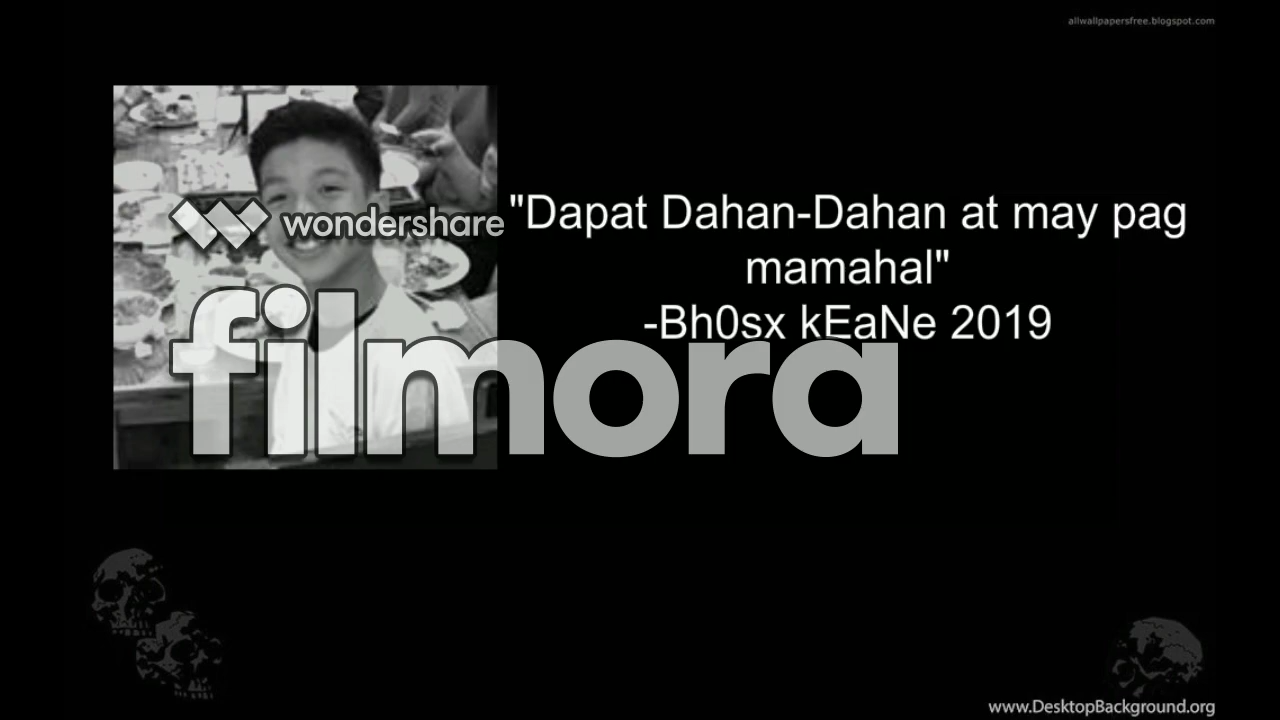 allwallpapersfree.blogspot.com
"Dapat Dahan-Dahan at may pag
mamahal"
-Bh0sx kEaNe 2019
wondershare
filmora
www.DesktopBackground.org